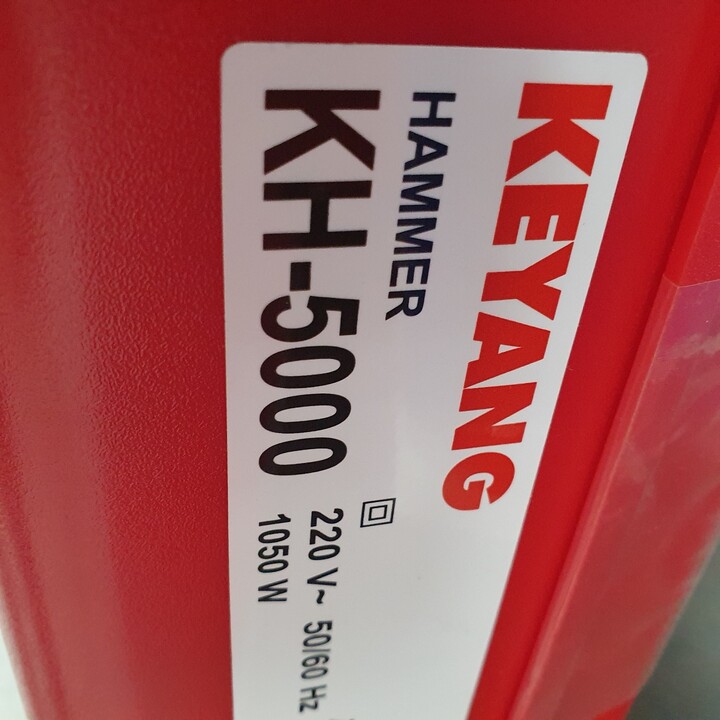 KEYANG
HAMMER
KH-5000
220 V~ 50/60 Hz
1050 W